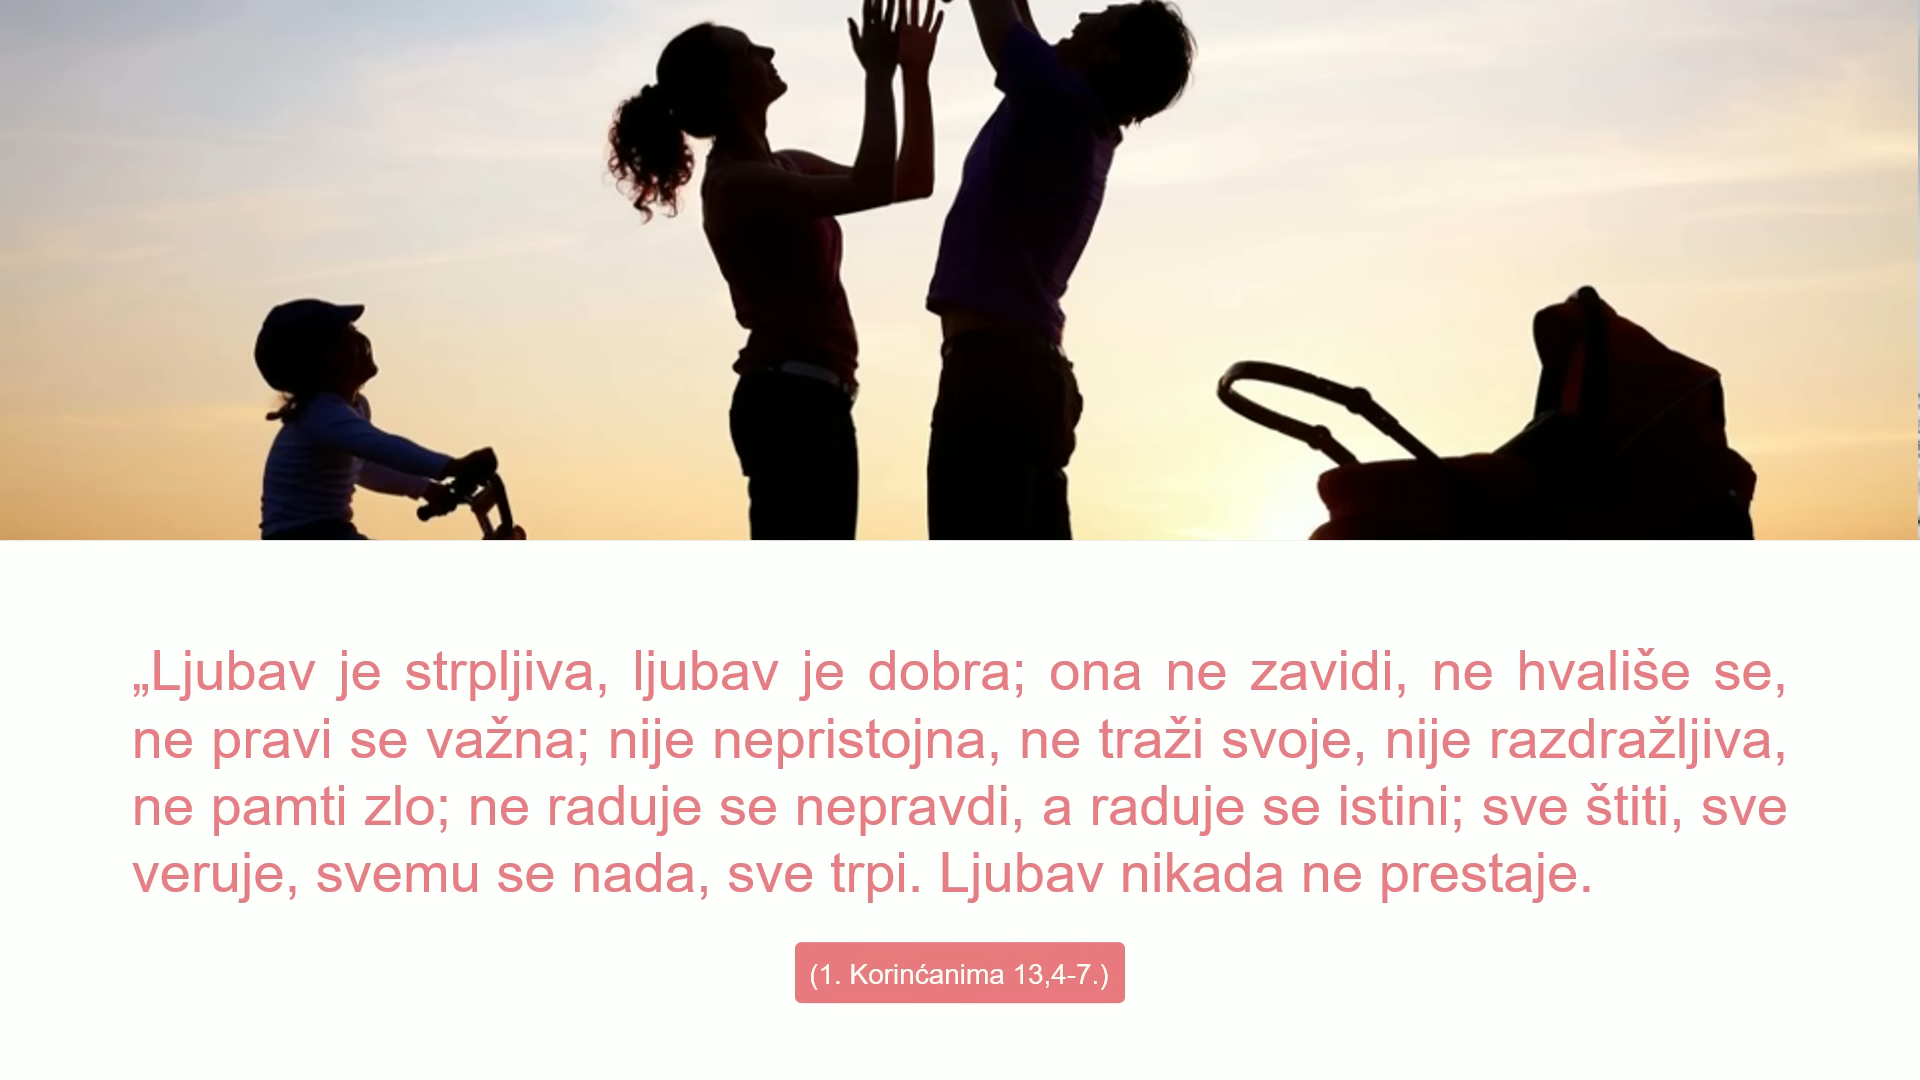 „Ljubav je strpljiva, ljubav je dobra; ona ne zavidi, ne hvališe se,
ne pravi se važna; nije nepristojna, ne traži svoje, nije razdražljiva,
ne pamti zlo; ne raduje se nepravdi, a raduje se istini; sve štiti, sve
veruje, svemu se nada, sve trpi. Ljubav nikada ne prestaje.
(1. Korinćanima 13,4-7.)